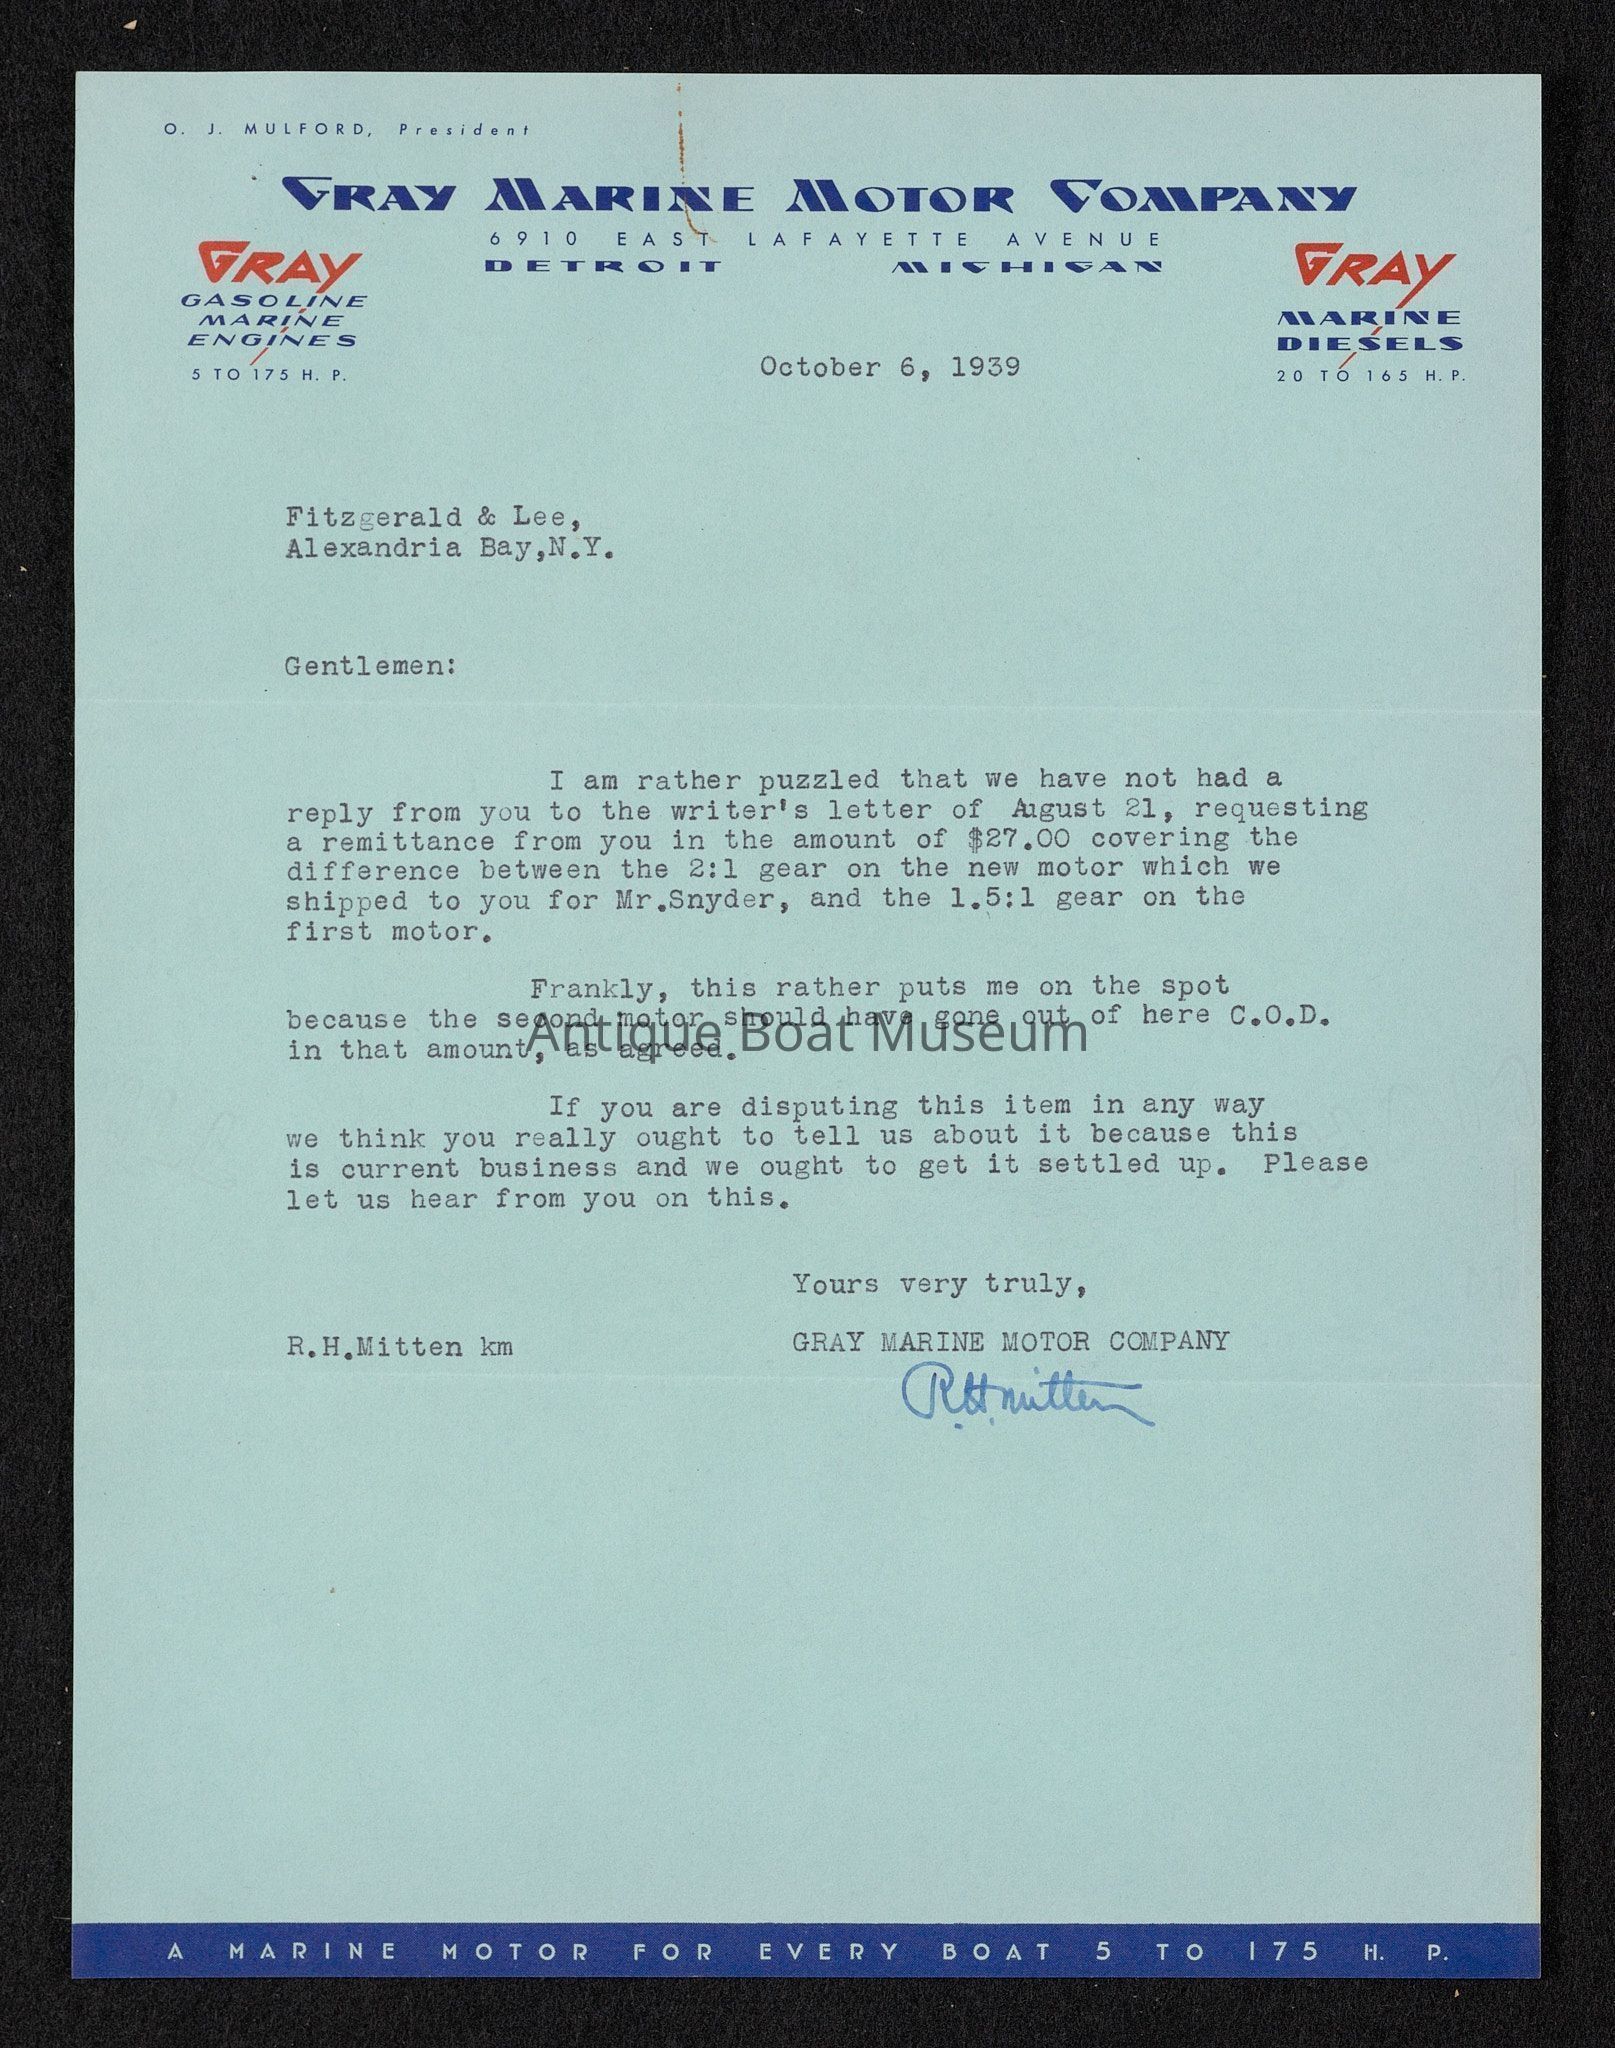 O. J. MULFORD, President
GRAY MARINE MOTOR COMPANY
6910 EAST LAFAYETTE AVENUE
DETROIT MICHIGAN
GRAY
GASOLINE
MARINE
ENGINES
5 TO 175 H. P.
GRAY
MARINE
DIESELS
20 TO 165 H. P.
October 6, 1939
Fitzgerald & Lee,
Alexandria Bay,N.Y.
Gentlemen:
I am rather puzzled that we have not had a
reply from you to the writer's letter of August 21, requesting
a remittance from you in the amount of $27.00 covering the
difference between the 2:1 gear on the new motor which we
shipped to you for Mr.Snyder, and the 1.5:1 gear on the
first motor.
Frankly, this rather puts me on the spot
because the second motor should have gone out of here C.O.D.
in that amount, as agreed.
Antique Boat Museum
If you are disputing this item in any way
we think you really ought to tell us about it because this
is current business and we ought to get it settled up. Please
let us hear from you on this.
Yours very truly,
R.H.Mitten km
GRAY MARINE MOTOR COMPANY
R.H. Mitten
A MARINE MOTOR FOR EVERY BOAT 5 TO 175 H. P.